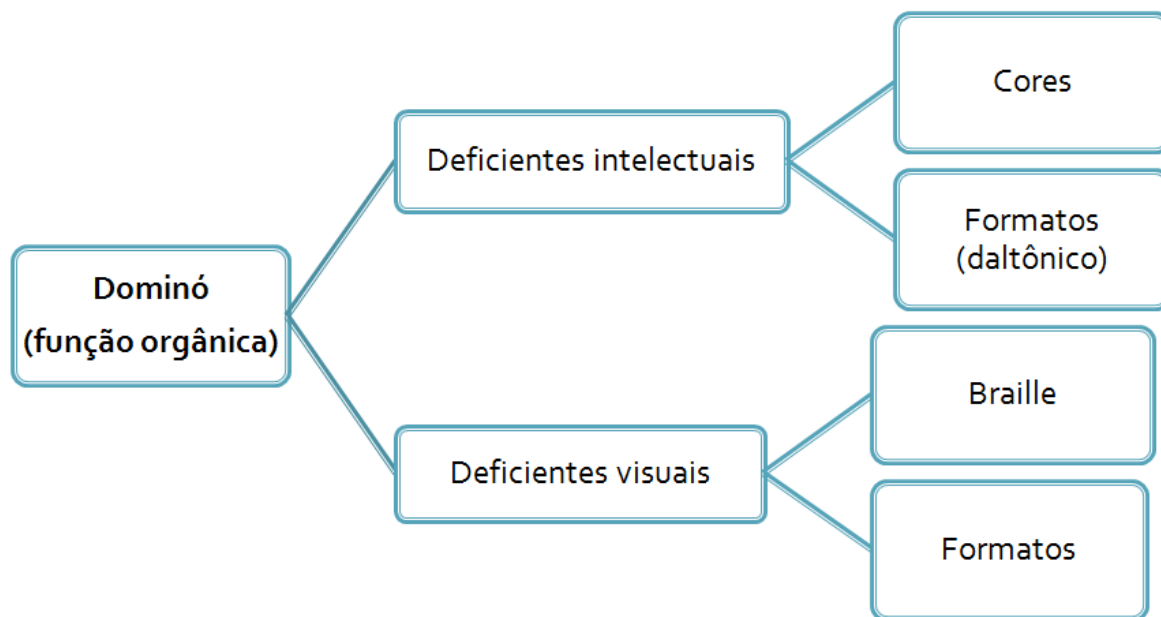 Dominó
(função orgânica)
Deficientes intelectuais
Cores
Formatos
(daltônico)
Deficientes visuais
Braille
Formatos